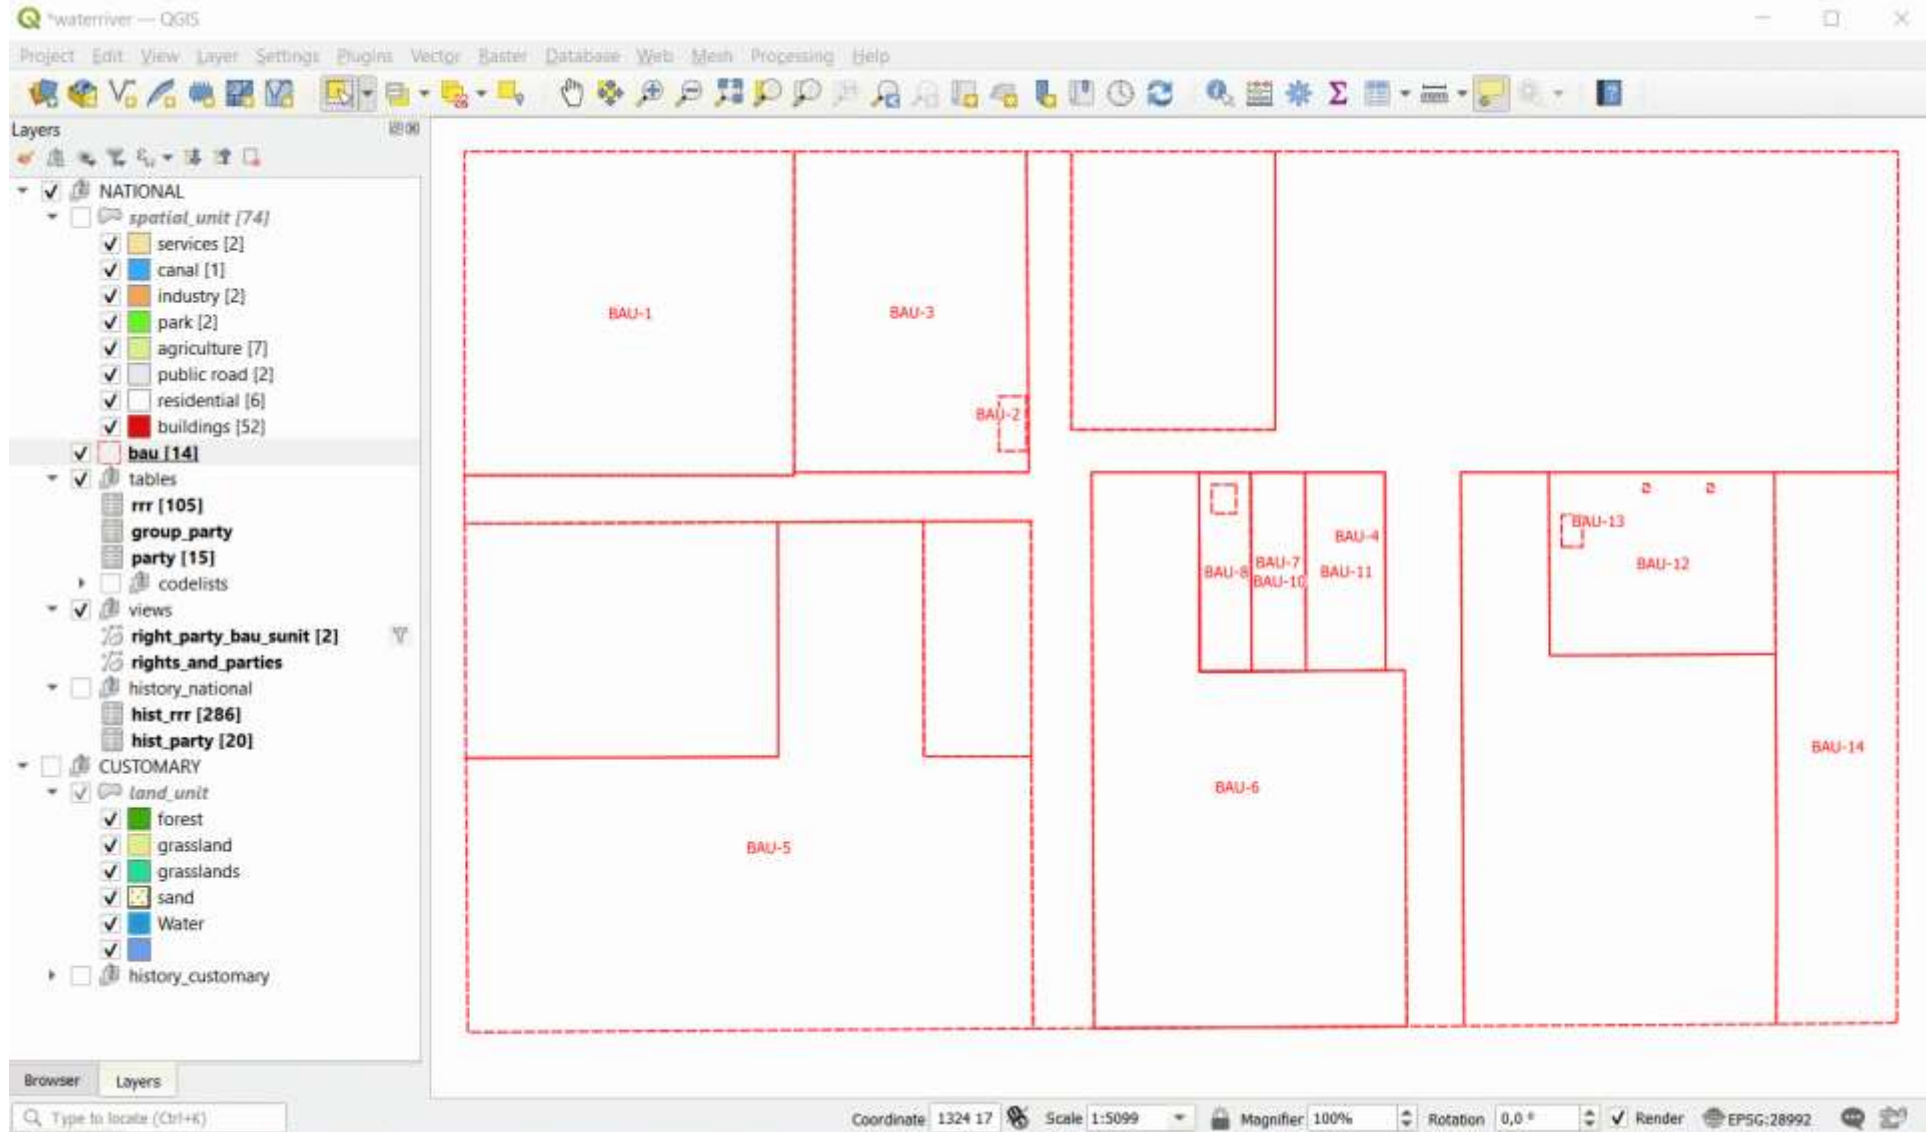 *waterriver — QGIS
Project Edit View Layer Settings Plugins Vector Raster Database Web Mesh Processing Help
Layers
NATIONAL
spatial_unit [74]
services [2]
canal [1]
industry [2]
park [2]
agriculture [7]
public road [2]
residential [6]
buildings [52]
bau [14]
tables
rrr [105]
group_party
party [15]
codelists
views
right_party_bau_sunit [2]
rights_and_parties
history_national
hist_rrr [286]
hist_party [20]
CUSTOMARY
land_unit
forest
grassland
grasslands
sand
Water
history_customary
Browser Layers
BAU-1
BAU-3
BAU-2
BAU-4
BAU-8
BAU-7
BAU-10
BAU-11
BAU-13
BAU-12
BAU-14
BAU-6
BAU-5
Type to locate (Ctrl+K)
Coordinate 1324 17 Scale 1:5099 Magnifier 100% Rotation 0,0 ° Render EPSG:28992